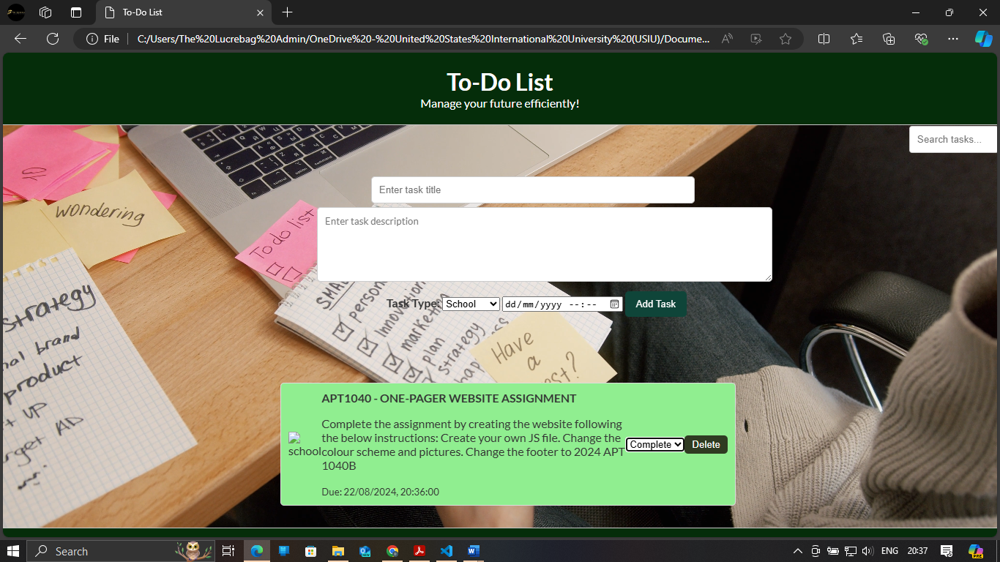 To-Do List
File
C:/Users/The%20Lucrebag%20Admin/OneDrive%20-%20United%20States%20International%20University%20(USIU)/Docume...
To-Do List
Manage your future efficiently!
Search tasks...
Enter task title
Enter task description
Task Type:
School
dd/mm/yyyy --:--
Add Task
wondering
To do list
strategy
brand
product
UP
AD
SMA
person
Innovation
marketing
plan
strategy
Have
a
APT1040 - ONE-PAGER WEBSITE ASSIGNMENT
Complete the assignment by creating the website following
the below instructions: Create your own JS file. Change the
colour scheme and pictures. Change the footer to 2024 APT
1040B
school
Complete
Delete
Due: 22/08/2024, 20:36:00
Search
ENG
20:37
PRE